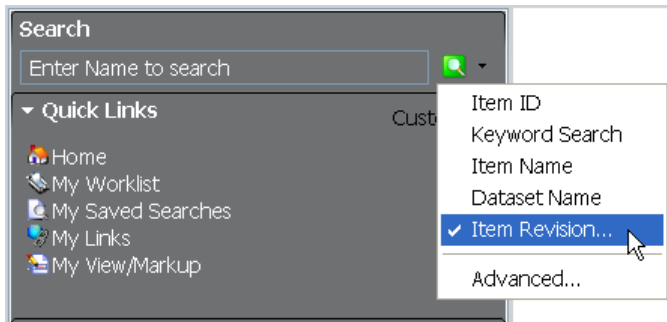 Search
Enter Name to search
Quick Links
Item ID
Keyword Search
Item Name
Dataset Name
Item Revision...
Advanced...
Home
My Worklist
My Saved Searches
My Links
My View/Markup